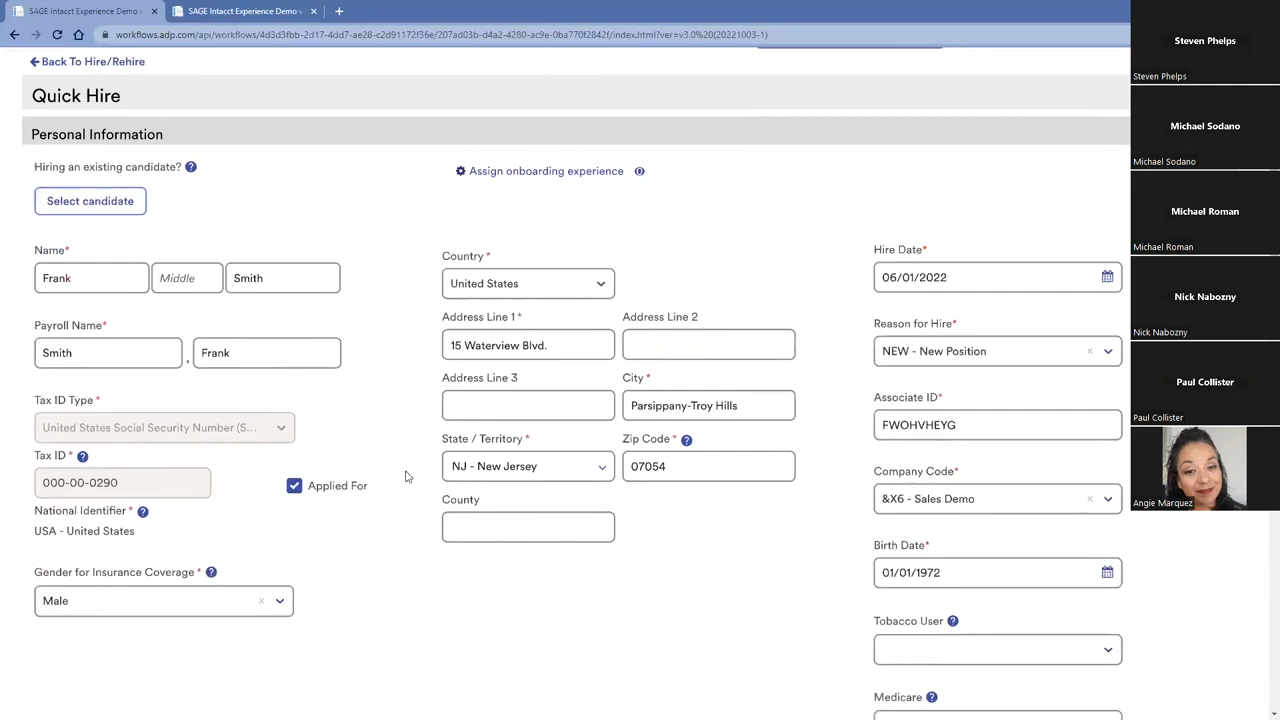 SAGE Intacct Experience Demo v
SAGE Intacct Experience Demo v
workflows.adp.com/api/workflows/4d3d3fbb-2d17-4dd7-ae28-c2d91172f36e/207ad03b-d4a2-4280-ac9e-0ba770f2842f/index.html?ver=v3.0%20(20221003-1)
Back To Hire/Rehire
Quick Hire
Personal Information
Hiring an existing candidate?
Assign onboarding experience
Select candidate
Name*
Frank
Middle
Smith
Payroll Name*
Smith
,
Frank
Tax ID Type *
United States Social Security Number (S...
Tax ID *
000-00-0290
Applied For
National Identifier *
USA - United States
Gender for Insurance Coverage *
Male
Country *
United States
Address Line 1 *
15 Waterview Blvd.
Address Line 2
Address Line 3
City *
Parsippany-Troy Hills
State / Territory *
NJ - New Jersey
Zip Code *
07054
County
Hire Date*
06/01/2022
Reason for Hire*
NEW - New Position
Associate ID*
FWOHVHEYG
Company Code*
&X6 - Sales Demo
Birth Date*
01/01/1972
Tobacco User
Medicare
Steven Phelps
Steven Phelps
Michael Sodano
Michael Sodano
Michael Roman
Michael Roman
Nick Nabozny
Nick Nabozny
Paul Collister
Paul Collister
Angie Marquez